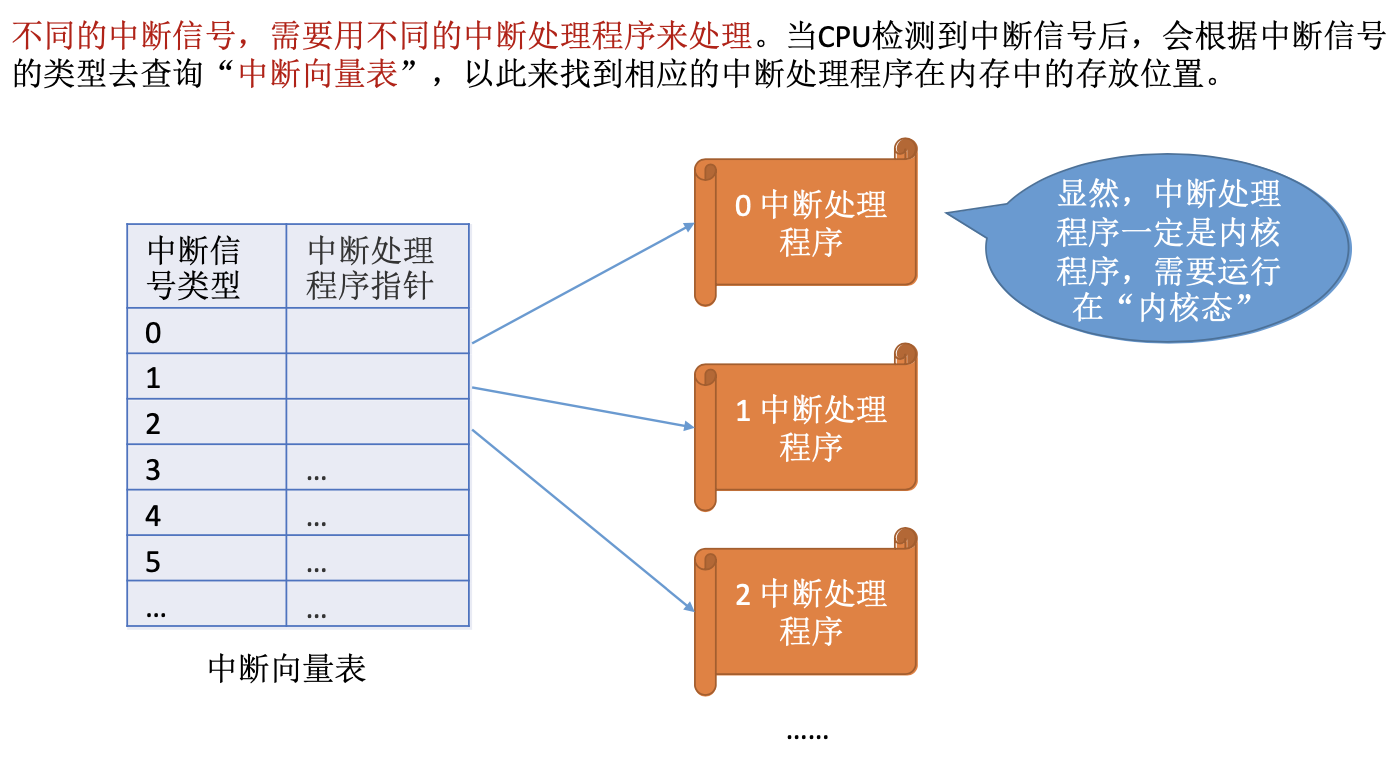 不同的中断信号，需要用不同的中断处理程序来处理。当CPU检测到中断信号后，会根据中断信号
的类型去查询“中断向量表”，以此来找到相应的中断处理程序在内存中的存放位置。
中断信
号类型
中断处理
程序指针
0
1
2
3
...
4
...
5
...
...
...
中断向量表
0 中断处理
程序
1 中断处理
程序
2 中断处理
程序
……
显然，中断处理
程序一定是内核
程序，需要运行
在“内核态”